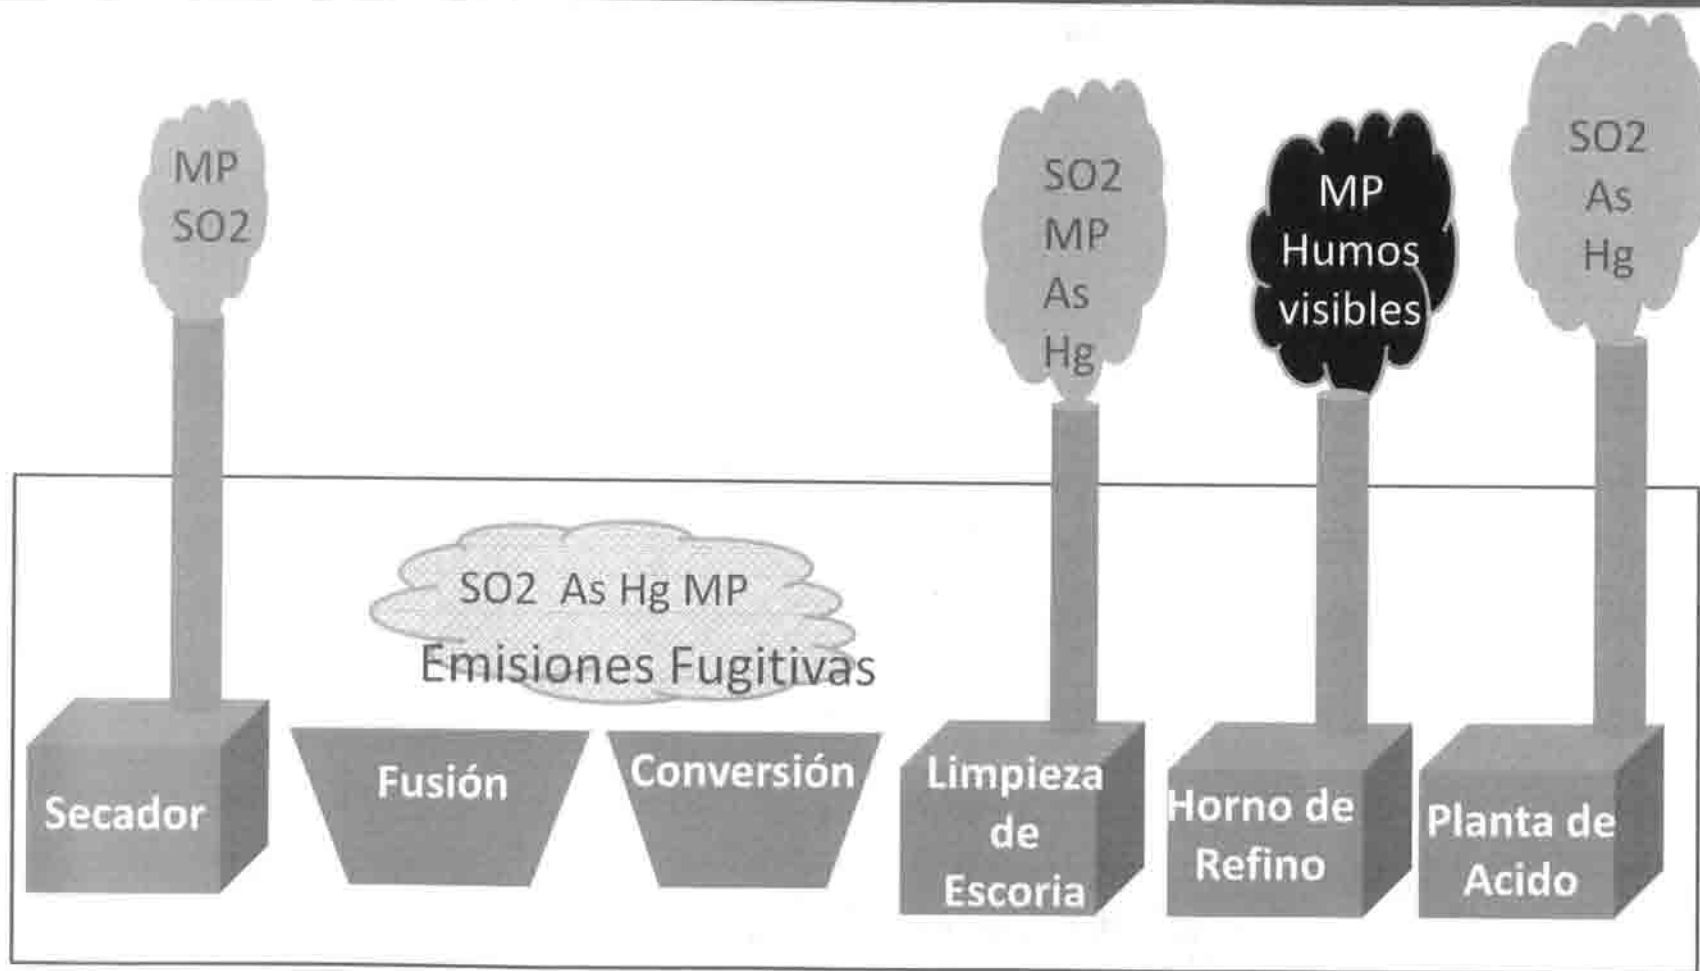 MP
SO2
SO2
MP
As
Hg
MP
Humos
visibles
SO2
As
Hg
SO2 As Hg MP
Emisiones Fugitivas
Secador
Fusión
Conversión
Limpieza
de
Escoria
Horno de
Refino
Planta de
Acido